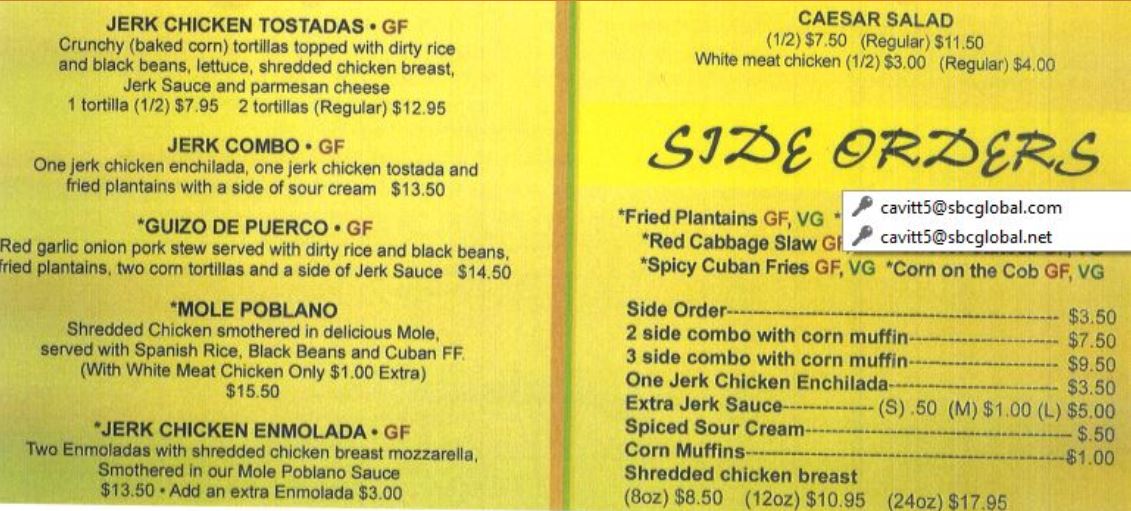 JERK CHICKEN TOSTADAS • GF
Crunchy (baked corn) tortillas topped with dirty rice
and black beans, lettuce, shredded chicken breast,
Jerk Sauce and parmesan cheese
1 tortilla (1/2) $7.95 2 tortillas (Regular) $12.95
JERK COMBO • GF
One jerk chicken enchilada, one jerk chicken tostada and
fried plantains with a side of sour cream $13.50
*GUIZO DE PUERCO • GF
Red garlic onion pork stew served with dirty rice and black beans,
fried plantains, two corn tortillas and a side of Jerk Sauce $14.50
*MOLE POBLANO
Shredded Chicken smothered in delicious Mole,
served with Spanish Rice, Black Beans and Cuban FF.
(With White Meat Chicken Only $1.00 Extra)
$15.50
*JERK CHICKEN ENMOLADA • GF
Two Enmoladas with shredded chicken breast mozzarella,
Smothered in our Mole Poblano Sauce
$13.50 • Add an extra Enmolada $3.00
CAESAR SALAD
(1/2) $7.50 (Regular) $11.50
White meat chicken (1/2) $3.00 (Regular) $4.00
SIDE ORDERS
*Fried Plantains GF, VG *
cavitt5@sbcglobal.com
*Red Cabbage Slaw GF
cavitt5@sbcglobal.net
*Spicy Cuban Fries GF, VG *Corn on the Cob GF, VG
Side Order------------------------------ $3.50
2 side combo with corn muffin-------------- $7.50
3 side combo with corn muffin-------------- $9.50
One Jerk Chicken Enchilada---------------- $3.50
Extra Jerk Sauce------------- (S) .50 (M) $1.00 (L) $5.00
Spiced Sour Cream------------------------- $.50
Corn Muffins------------------------------$1.00
Shredded chicken breast
(8oz) $8.50 (12oz) $10.95 (24oz) $17.95